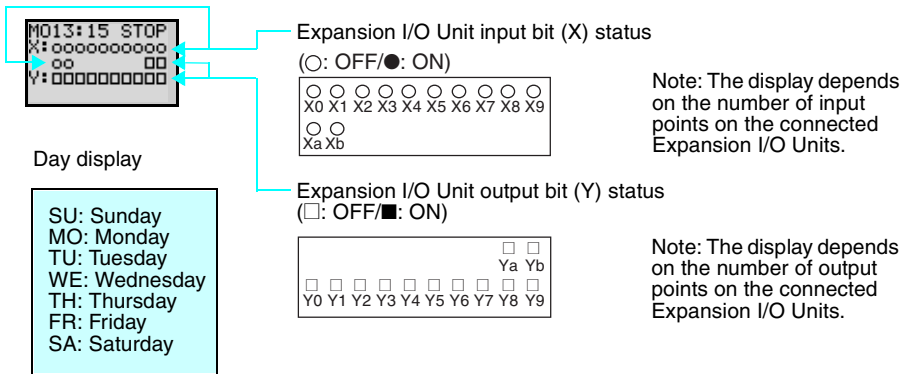 MO13:15 STOP
X:oooooooooo
oo □□
Y:□□□□□□□□□□
Expansion I/O Unit input bit (X) status
(○: OFF/●: ON)
X0 X1 X2 X3 X4 X5 X6 X7 X8 X9
Xa Xb
Note: The display depends
on the number of input
points on the connected
Expansion I/O Units.
Day display
SU: Sunday
MO: Monday
TU: Tuesday
WE: Wednesday
TH: Thursday
FR: Friday
SA: Saturday
Expansion I/O Unit output bit (Y) status
(□: OFF/■: ON)
Ya Yb
Y0 Y1 Y2 Y3 Y4 Y5 Y6 Y7 Y8 Y9
Note: The display depends
on the number of output
points on the connected
Expansion I/O Units.